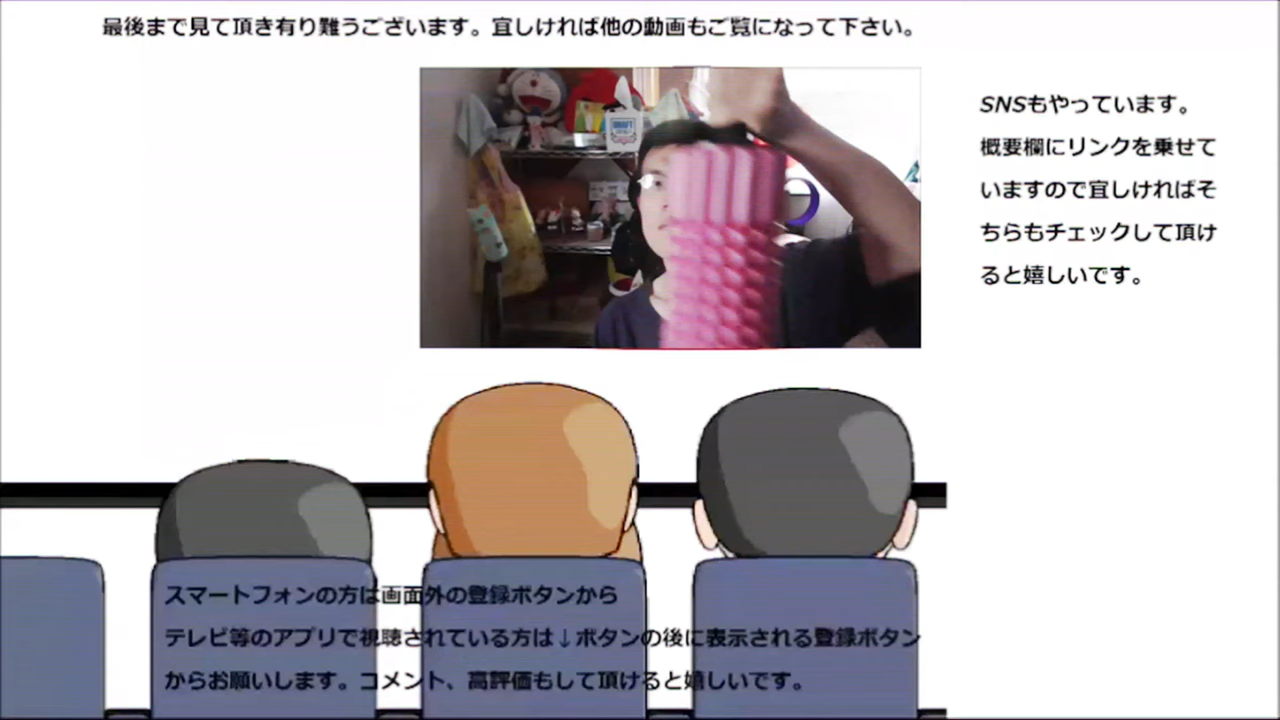 最後まで見て頂き有り難うございます。宜しければ他の動画もご覧になって下さい。
SNSもやっています。
概要欄にリンクを乗せて
いますので宜しければそ
ちらもチェックして頂け
ると嬉しいです。
スマートフォンの方は画面外の登録ボタンから
テレビ等のアプリで視聴されている方は↓ボタンの後に表示される登録ボタン
からお願いします。コメント、高評価もして頂けると嬉しいです。